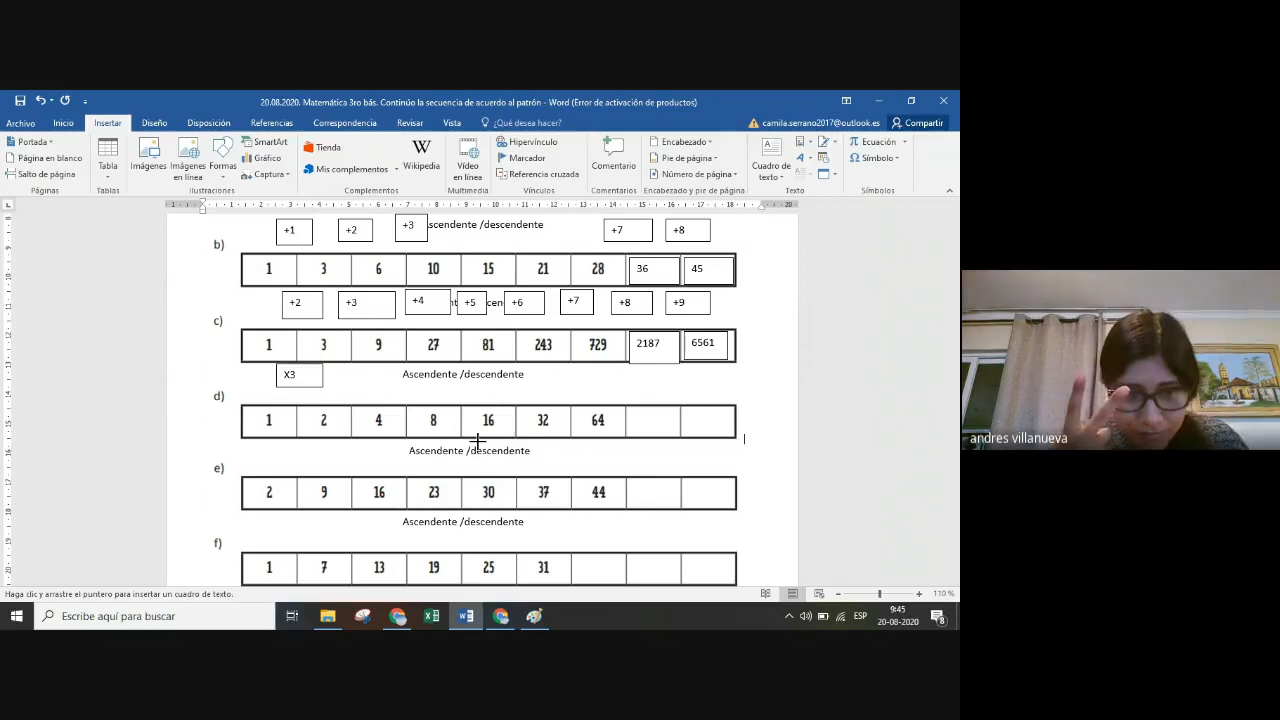 20.08.2020. Matemática 3ro bás. Continúo la secuencia de acuerdo al patrón - Word (Error de activación de productos)
Archivo Inicio Insertar Diseño Disposición Referencias Correspondencia Revisar Vista ¿Qué desea hacer? camila.serrano2017@outlook.es Compartir
Portada
Página en blanco
Salto de página
Páginas
Tabla
Tablas
Imágenes
Imágenes en línea
Formas
SmartArt
Gráfico
Captura
Ilustraciones
Tienda
Mis complementos
Wikipedia
Complementos
Vídeo en línea
Multimedia
Hipervínculo
Marcador
Referencia cruzada
Vínculos
Comentario
Comentarios
Encabezado
Pie de página
Número de página
Encabezado y pie de página
Cuadro de texto
Texto
Ecuación
Símbolo
Símbolos
+1 +2 +3 scendente /descendente +7 +8
b)
1 3 6 10 15 21 28 36 45
+2 +3 +4 +5 +6 +7 +8 +9
c)
1 3 9 27 81 243 729 2187 6561
X3 Ascendente /descendente
d)
1 2 4 8 16 32 64
Ascendente /descendente
e)
2 9 16 23 30 37 44
Ascendente /descendente
f)
1 7 13 19 25 31
Haga clic y arrastre el puntero para insertar un cuadro de texto. 110 %
Escribe aquí para buscar
ESP
9:45
20-08-2020
8
andres villanueva